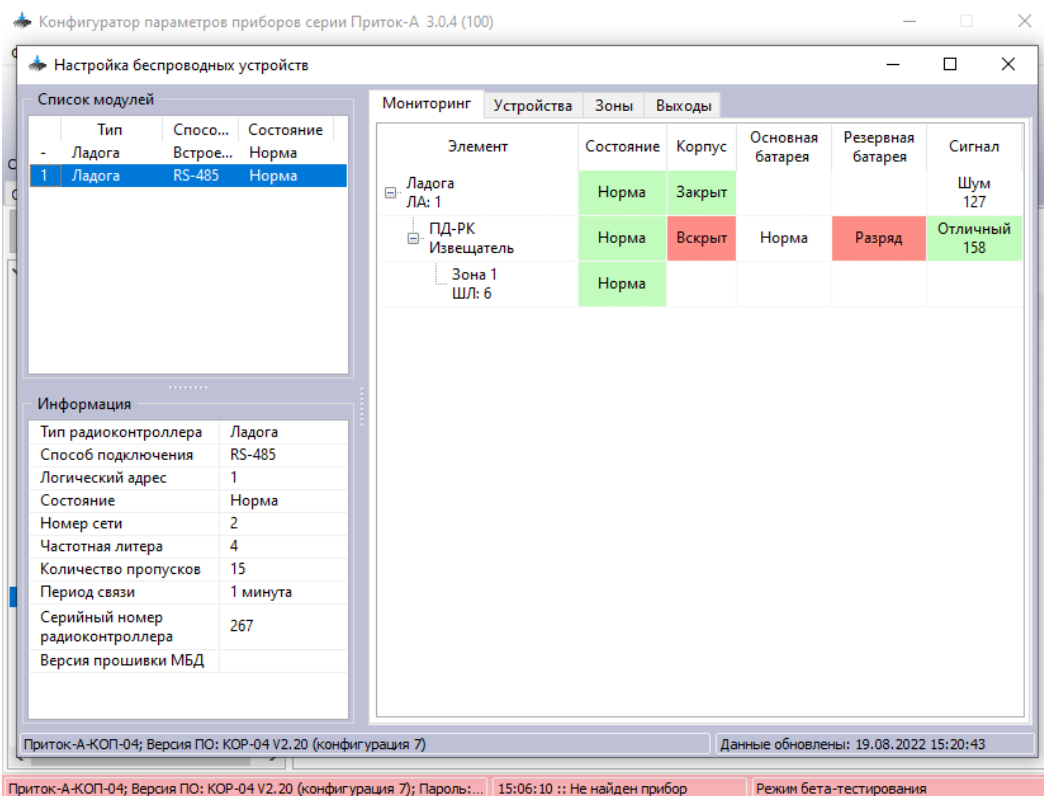 Конфигуратор параметров приборов серии Приток-А 3.0.4 (100)
Настройка беспроводных устройств
Список модулей
Тип Спосо... Состояние
- Ладога Встрое... Норма
1 Ладога RS-485 Норма
Информация
Тип радиоконтроллера Ладога
Способ подключения RS-485
Логический адрес 1
Состояние Норма
Номер сети 2
Частотная литера 4
Количество пропусков 15
Период связи 1 минута
Серийный номер
радиоконтроллера 267
Версия прошивки МБД
Мониторинг Устройства Зоны Выходы
Элемент Состояние Корпус Основная батарея Резервная батарея Сигнал
Ладога
ЛА: 1 Норма Закрыт Шум 127
ПД-РК
Извещатель Норма Вскрыт Норма Разряд Отличный 158
Зона 1
ШЛ: 6 Норма
Приток-А-КОП-04; Версия ПО: КОР-04 V2.20 (конфигурация 7) Данные обновлены: 19.08.2022 15:20:43
Приток-А-КОП-04; Версия ПО: КОР-04 V2.20 (конфигурация 7); Пароль:... 15:06:10 :: Не найден прибор Режим бета-тестирования